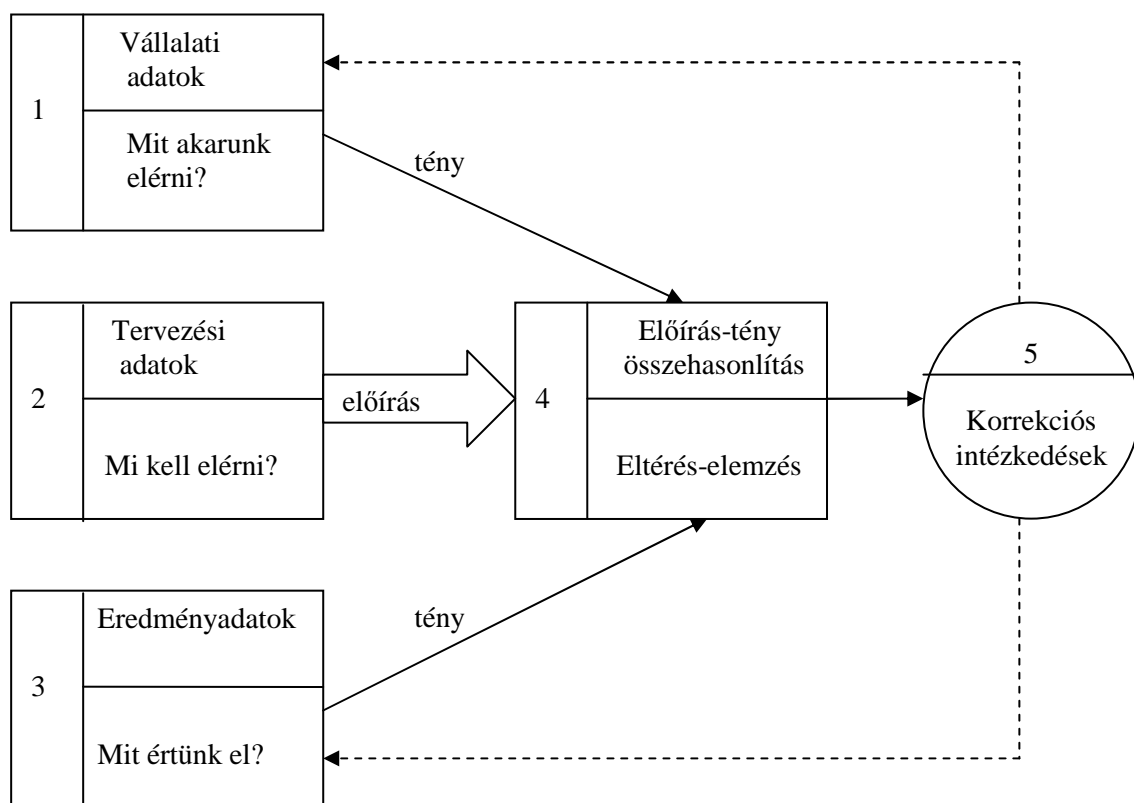 1
Vállalati
adatok
Mit akarunk
elérni?
tény
2
Tervezési
adatok
Mi kell elérni?
előírás
4
Előírás-tény
összehasonlítás
Eltérés-elemzés
5
Korrekciós
intézkedések
3
Eredményadatok
Mit értünk el?
tény